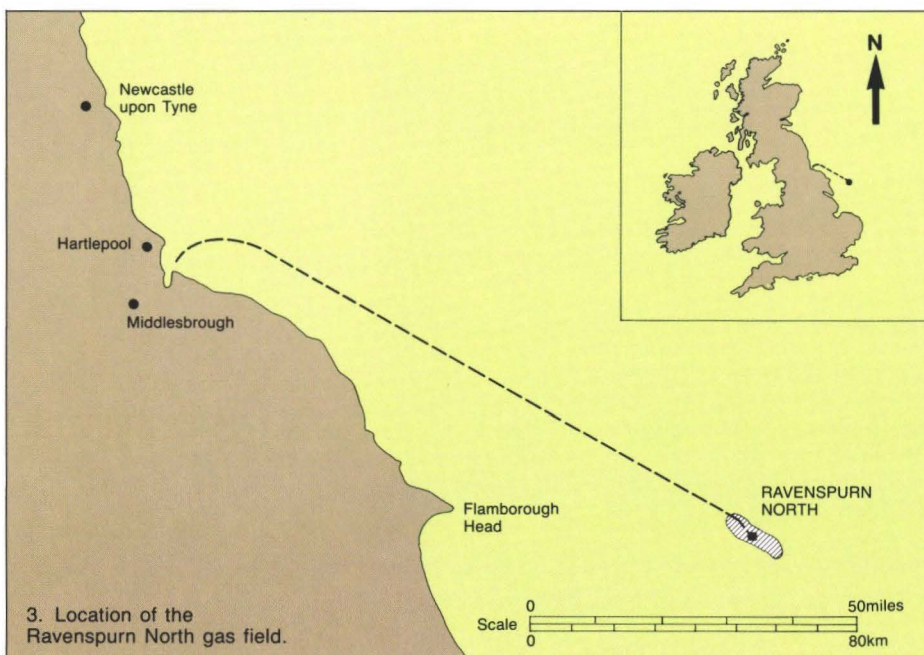 Newcastle
upon Tyne
Hartlepool
Middlesbrough
N
Flamborough
Head
RAVENSPURN
NORTH
3. Location of the
Ravenspurn North gas field.
Scale
0
50miles
0
80km